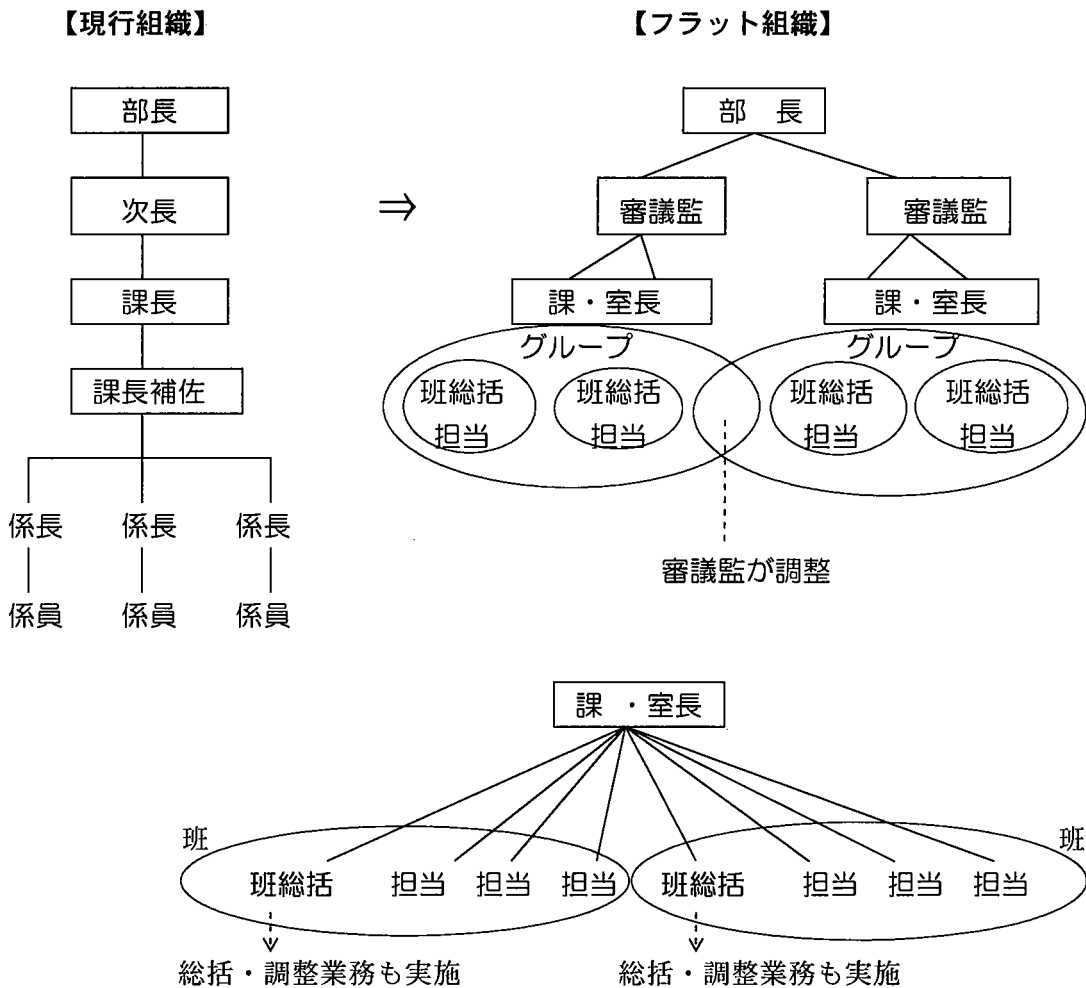 【現行組織】
【フラット組織】
部長
次長
課長
課長補佐
係長 係長 係長
係員 係員 係員
⇒
部 長
審議監 審議監
課・室長 課・室長
グループ グループ
班総括 班総括 班総括 班総括
担当 担当 担当 担当
審議監が調整
課 ・室長
班 班
班総括 担当 担当 担当 班総括 担当 担当 担当
総括・調整業務も実施 総括・調整業務も実施